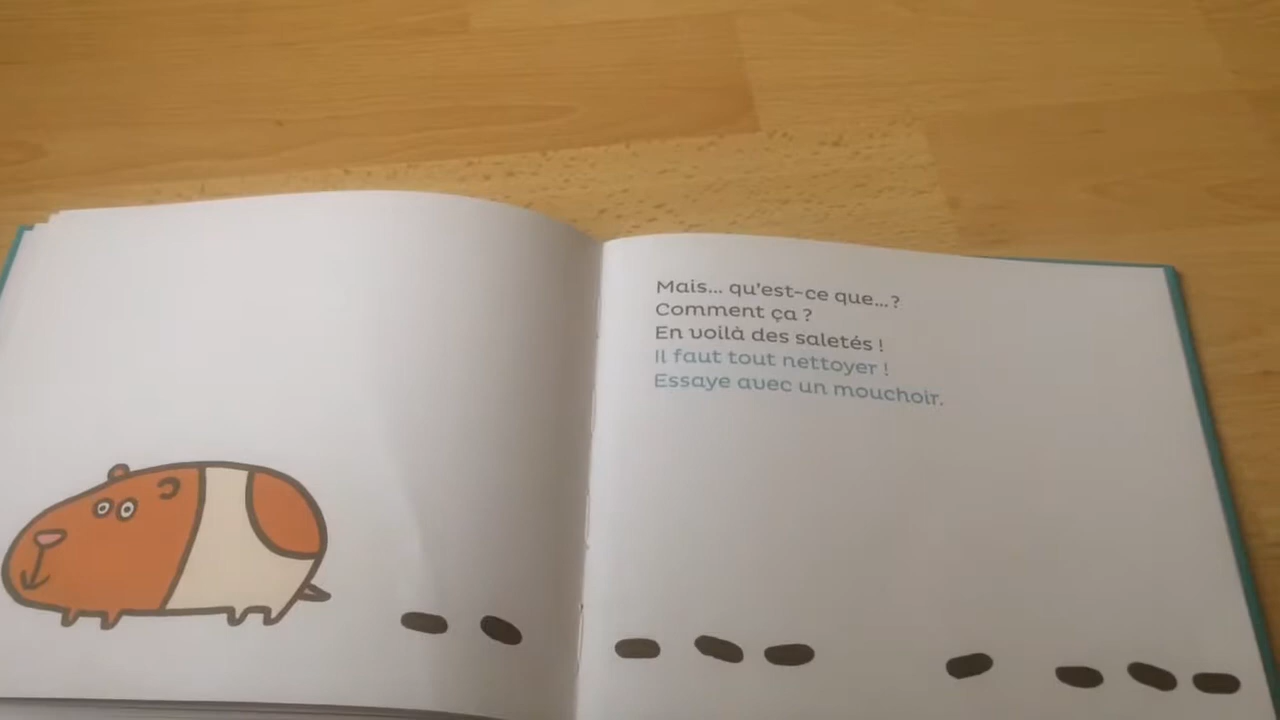 Mais... qu'est-ce que...?
Comment ça ?
En voilà des saletés !
Il faut tout nettoyer !
Essaye avec un mouchoir.